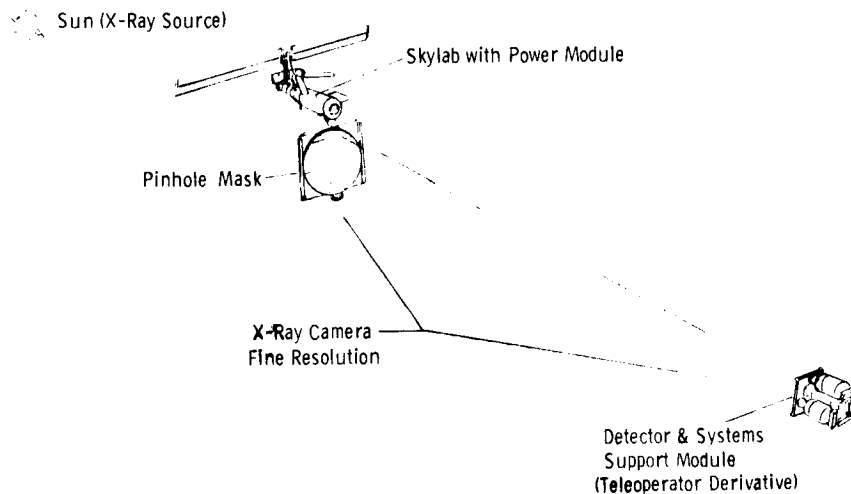 Sun (X-Ray Source)
Skylab with Power Module
Pinhole Mask
X-Ray Camera
Fine Resolution
Detector & Systems
Support Module
(Teleoperator Derivative)